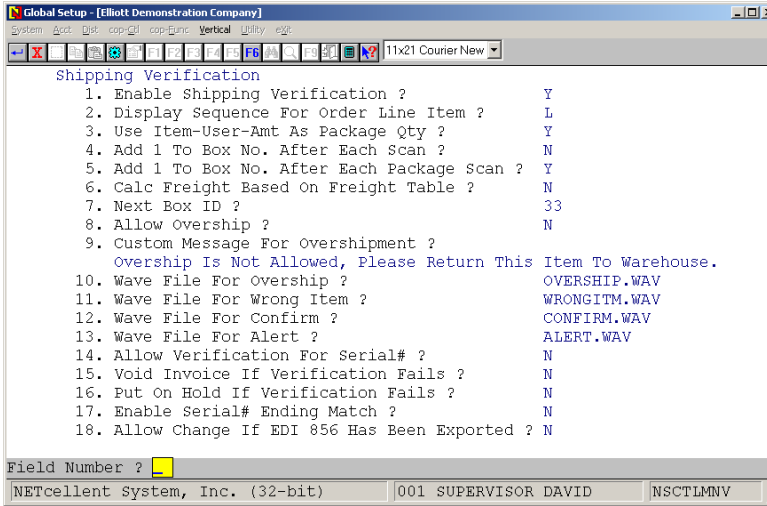 Global Setup - [Elliott Demonstration Company]
System Acct Dist cop-Ctl cop-Func Vertical Utility eXit
X F1 F2 F3 F4 F5 F6 F9 11x21 Courier New
Shipping Verification
1. Enable Shipping Verification ? Y
2. Display Sequence For Order Line Item ? L
3. Use Item-User-Amt As Package Qty ? Y
4. Add 1 To Box No. After Each Scan ? N
5. Add 1 To Box No. After Each Package Scan ? Y
6. Calc Freight Based On Freight Table ? N
7. Next Box ID ? 33
8. Allow Overship ? N
9. Custom Message For Overshipment ?
Overship Is Not Allowed, Please Return This Item To Warehouse.
10. Wave File For Overship ? OVERSHIP.WAV
11. Wave File For Wrong Item ? WRONGITM.WAV
12. Wave File For Confirm ? CONFIRM.WAV
13. Wave File For Alert ? ALERT.WAV
14. Allow Verification For Serial# ? N
15. Void Invoice If Verification Fails ? N
16. Put On Hold If Verification Fails ? N
17. Enable Serial# Ending Match ? N
18. Allow Change If EDI 856 Has Been Exported ? N
Field Number ? _
NETcellent System, Inc. (32-bit) 001 SUPERVISOR DAVID NSCTLMNV